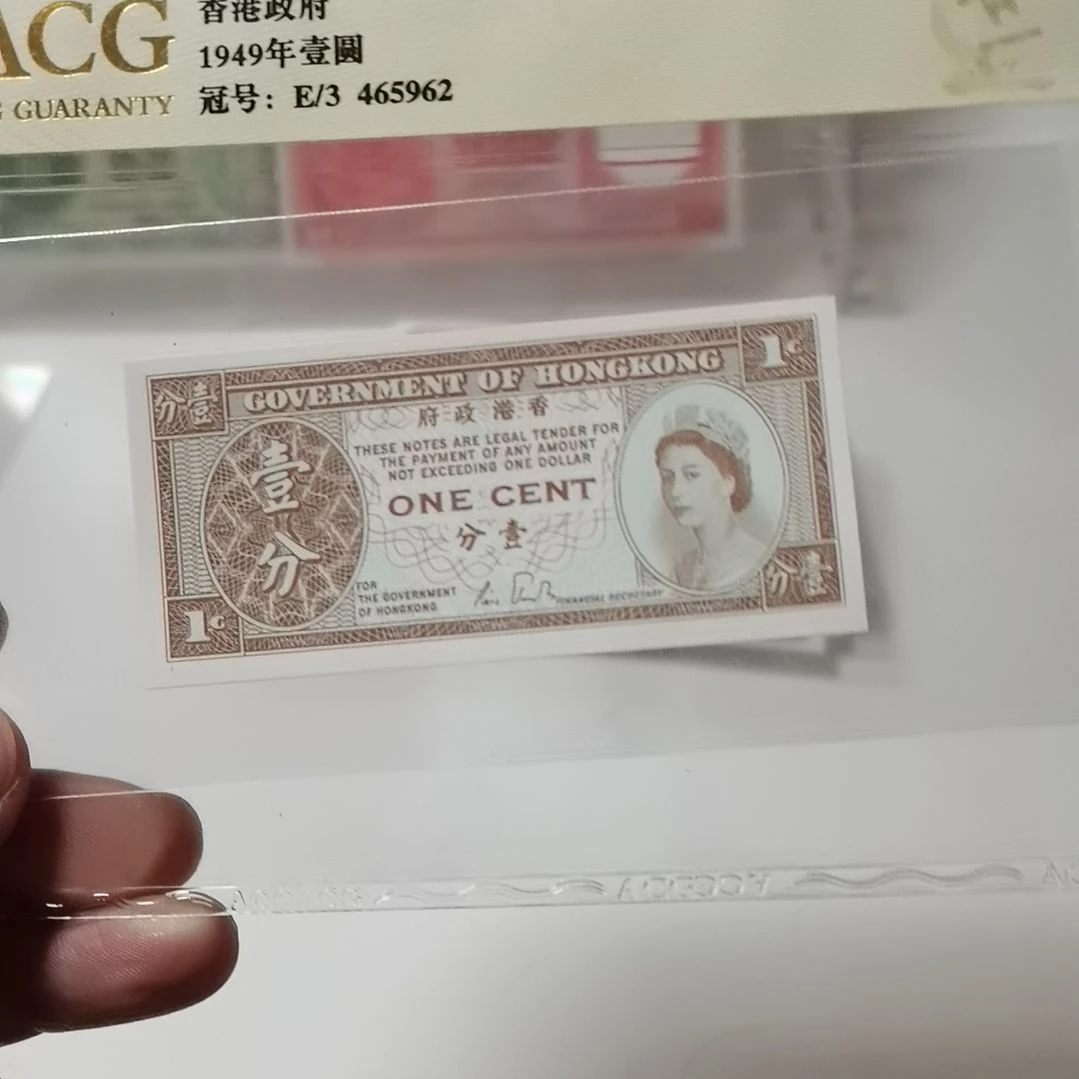 香港政府
ACG
1949年壹圓
GUARANTY
冠号: E/3 465962
GOVERNMENT OF HONGKONG
1c
分壹
府政港香
THESE NOTES ARE LEGAL TENDER FOR
THE PAYMENT OF ANY AMOUNT
NOT EXCEEDING ONE DOLLAR
壹分
ONE CENT
分壹
FOR
THE GOVERNMENT
OF HONGKONG
FINANCIAL SECRETARY
1c
分壹